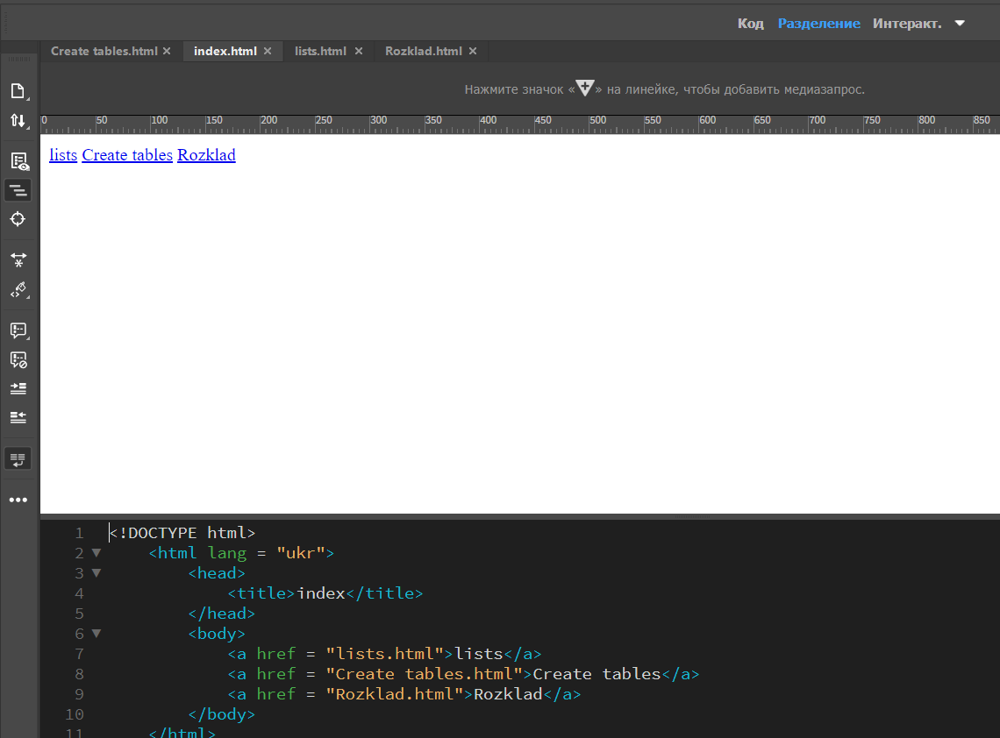 Код Разделение Интеракт.
Create tables.html index.html lists.html Rozklad.html
Нажмите значок « » на линейке, чтобы добавить медиазапрос.
0 50 100 150 200 250 300 350 400 450 500 550 600 650 700 750 800 850
lists Create tables Rozklad
1 <!DOCTYPE html>
2 <html lang = "ukr">
3 <head>
4 <title>index</title>
5 </head>
6 <body>
7 <a href = "lists.html">lists</a>
8 <a href = "Create tables.html">Create tables</a>
9 <a href = "Rozklad.html">Rozklad</a>
10 </body>
11 </html>